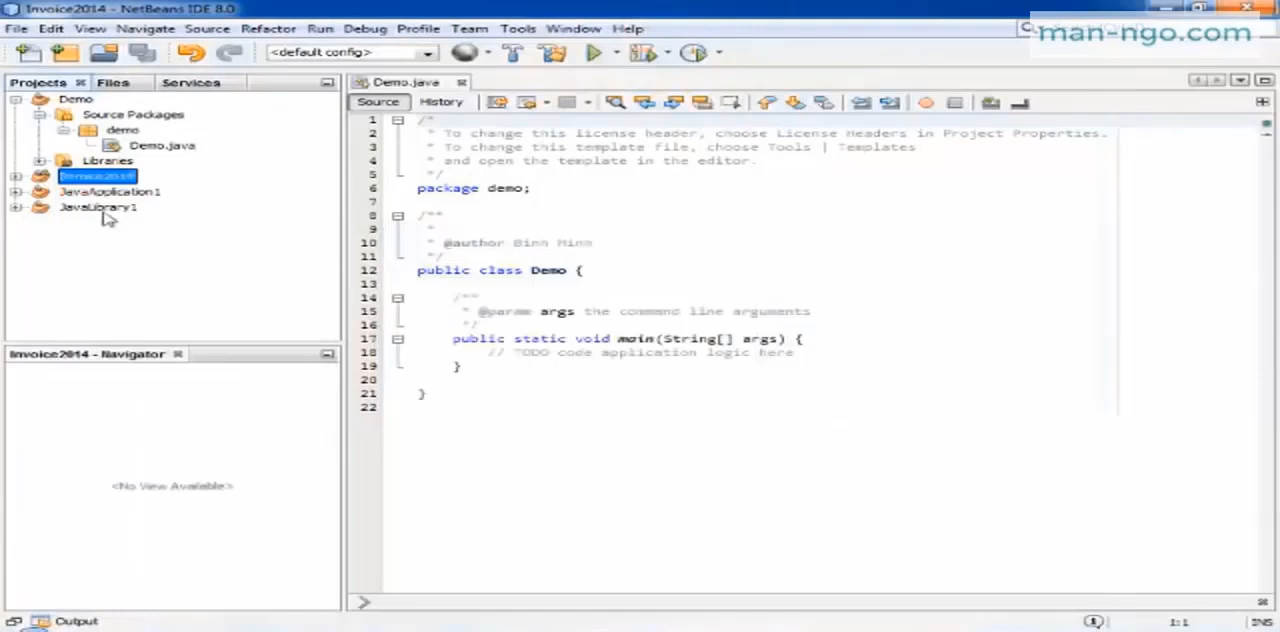 Invoice2014 - NetBeans IDE 8.0
File Edit View Navigate Source Refactor Run Debug Profile Team Tools Window Help
man-ngo.com
<default config>
Projects Files Services
Demo
Source Packages
demo
Demo.java
Libraries
Invoice2014
JavaApplication1
JavaLibrary1
Invoice2014 - Navigator
<No View Available>
Demo.java
Source History
1 /*
2 * To change this license header, choose License Headers in Project Properties.
3 * To change this template file, choose Tools | Templates
4 * and open the template in the editor.
5 */
6 package demo;
7
8 /**
9 *
10 * @author Binh Minh
11 */
12 public class Demo {
13
14 /**
15 * @param args the command line arguments
16 */
17 public static void main(String[] args) {
18 // TODO code application logic here
19 }
20
21 }
22
Output
1:1 INS